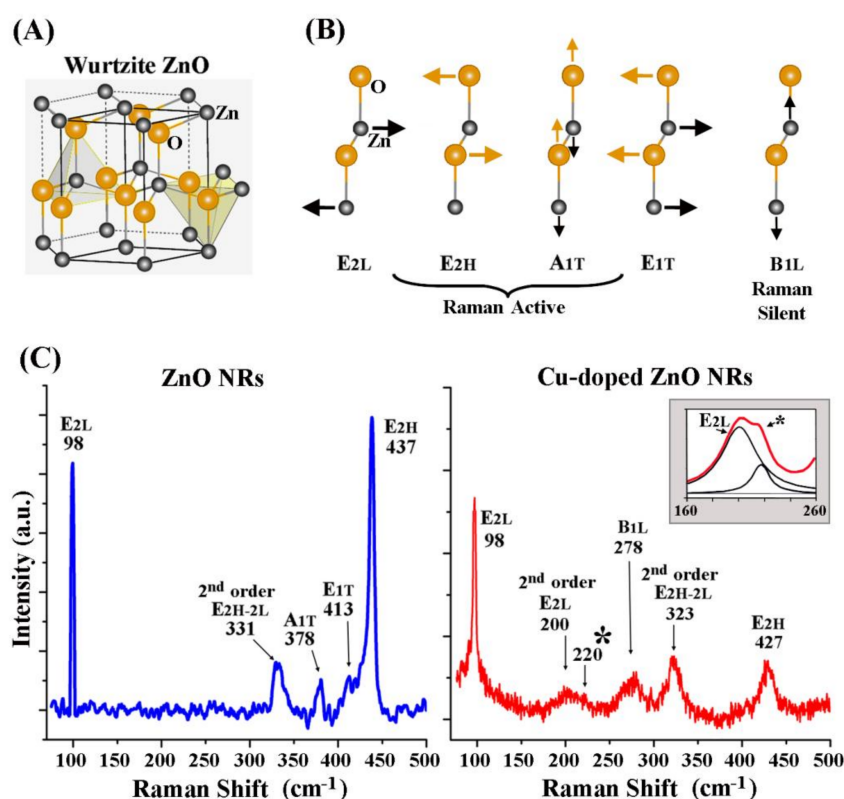 (A)
Wurtzite ZnO
Zn
O
(B)
O
Zn
E2L
E2H
A1T
E1T
B1L
Raman Active
Raman
Silent
(C)
ZnO NRs
Intensity (a.u.)
E2L
98
2nd order
E2H-2L
331
A1T
378
E1T
413
E2H
437
100 150 200 250 300 350 400 450 500
Raman Shift (cm-1)
Cu-doped ZnO NRs
E2L
*
160
260
E2L
98
2nd order
E2L
200
220*
B1L
278
2nd order
E2H-2L
323
E2H
427
100 150 200 250 300 350 400 450 500
Raman Shift (cm-1)